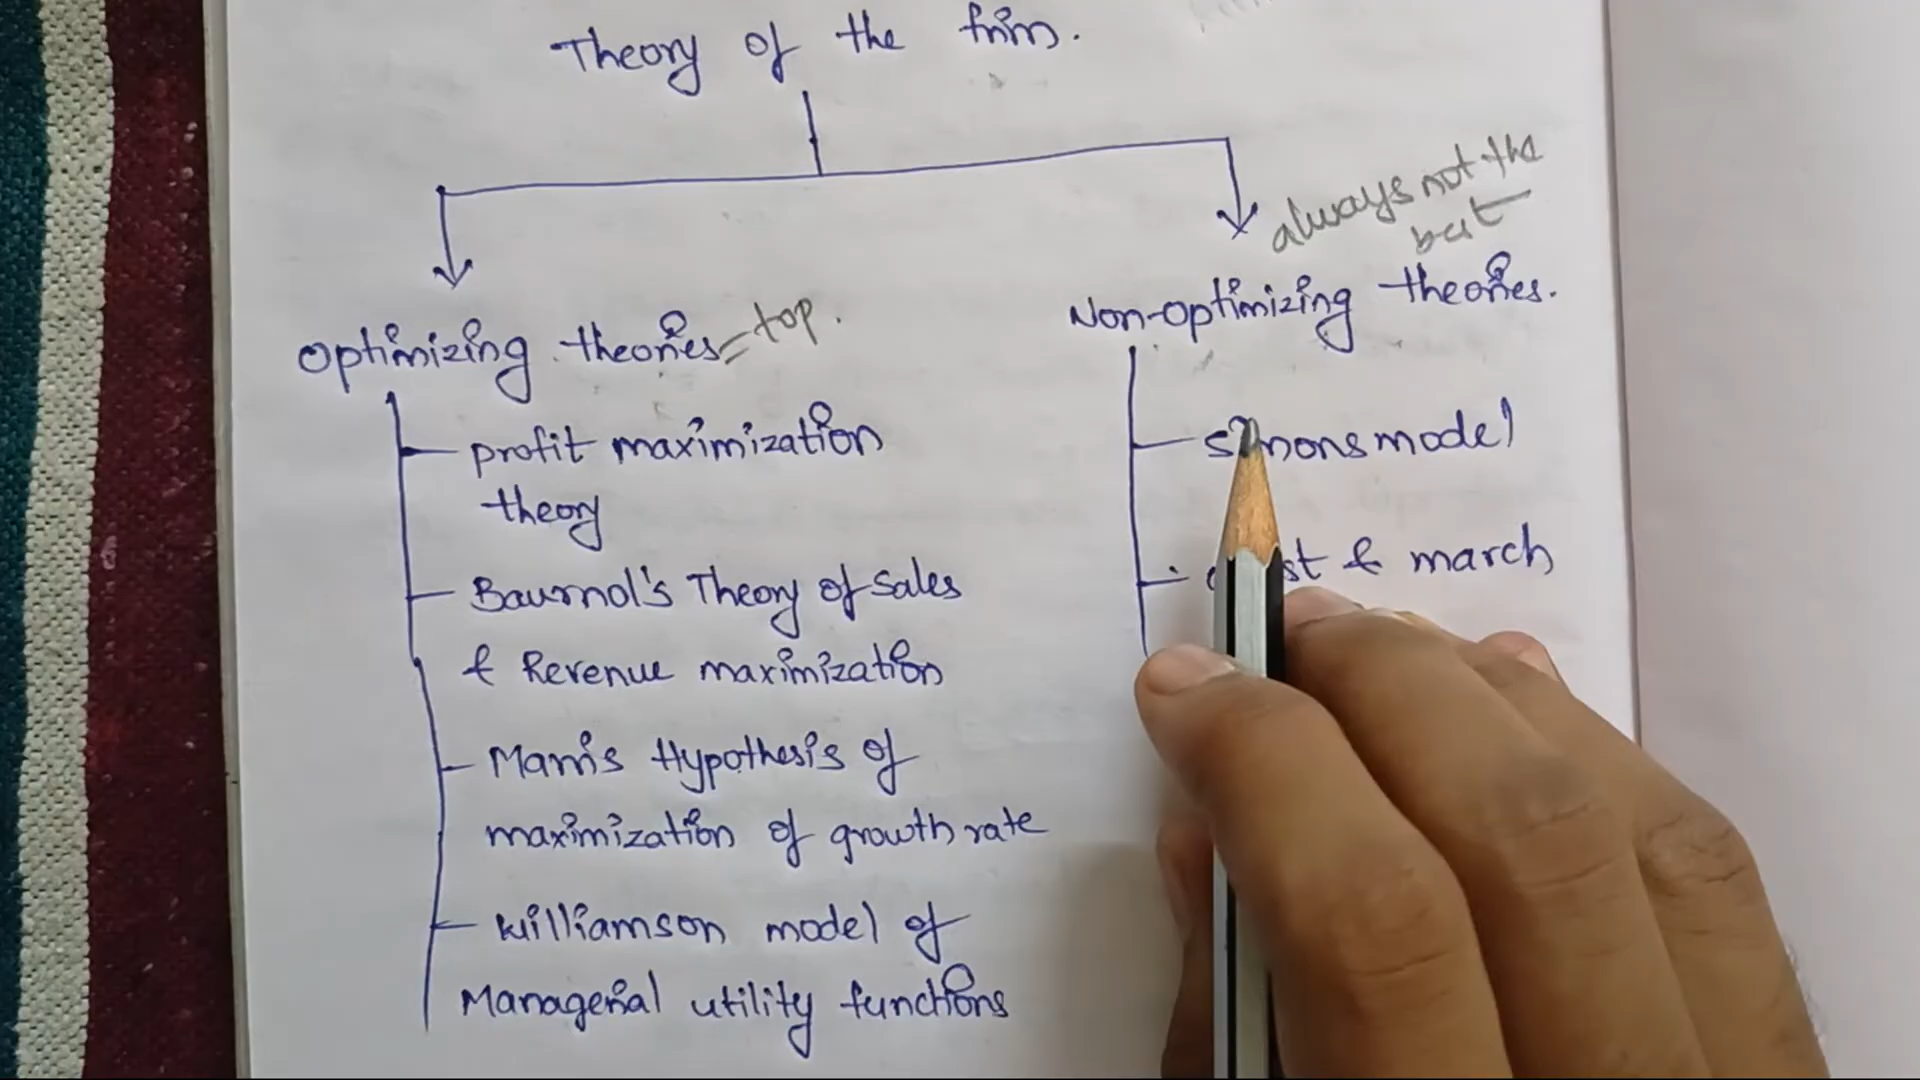 Theory of the firm.
always not the
best
Optimizing theories = top.
profit maximization
theory
Baumol's Theory of Sales
& Revenue maximization
Marris Hypothesis of
maximization of growth rate
Williamson model of
Managerial utility functions
Non-optimizing theories.
simons model
& march